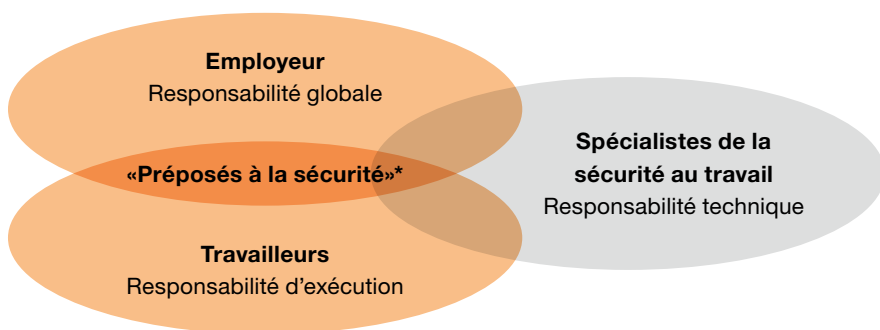 Employeur
Responsabilité globale
«Préposés à la sécurité»*
Travailleurs
Responsabilité d’exécution
Spécialistes de la
sécurité au travail
Responsabilité technique